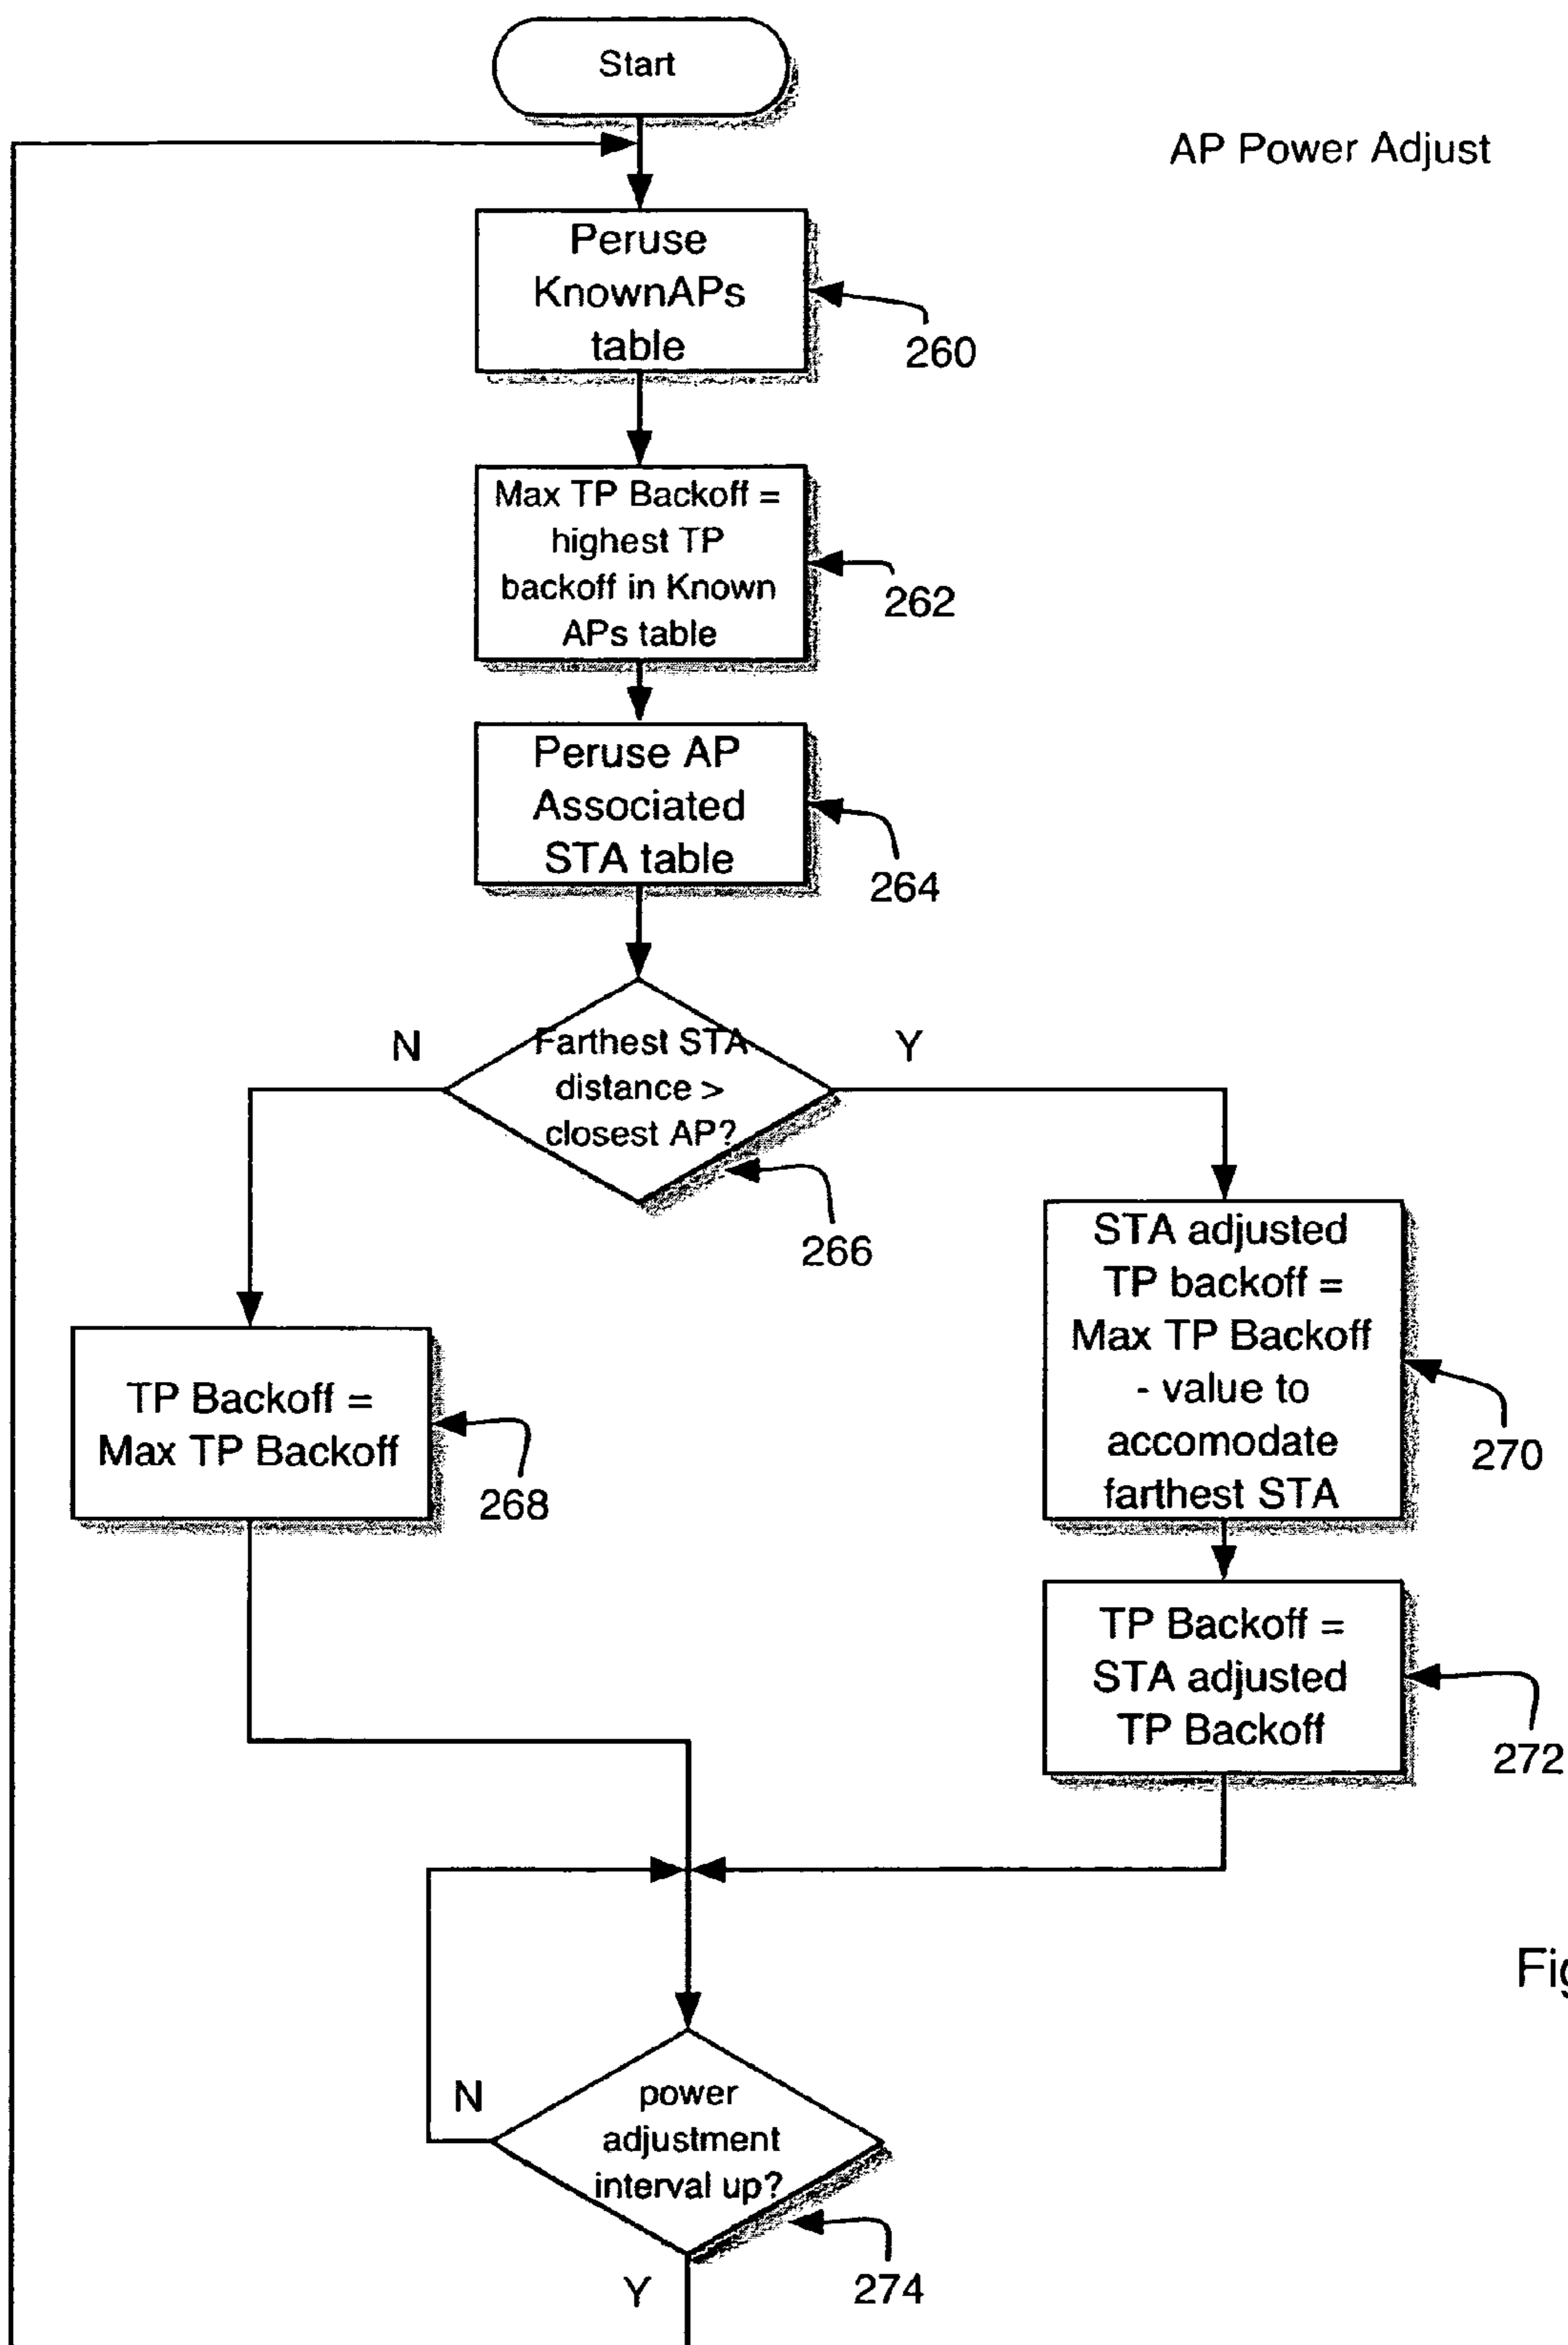 Start
AP Power Adjust
Peruse
KnownAPs
table
260
Max TP Backoff =
highest TP
backoff in Known
APs table
262
Peruse AP
Associated
STA table
264
N
Farthest STA
distance >
closest AP?
Y
266
STA adjusted
TP backoff =
Max TP Backoff
- value to
accomodate
farthest STA
270
TP Backoff =
Max TP Backoff
268
TP Backoff =
STA adjusted
TP Backoff
272
N
power
adjustment
interval up?
274
Y